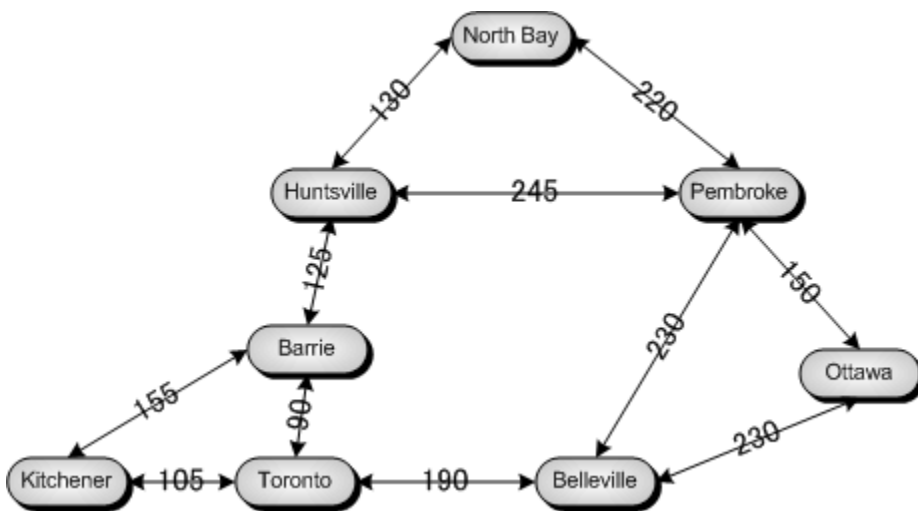 North Bay
130
220
Huntsville
245
Pembroke
125
150
230
Barrie
Ottawa
155
90
230
Kitchener
105
Toronto
190
Belleville